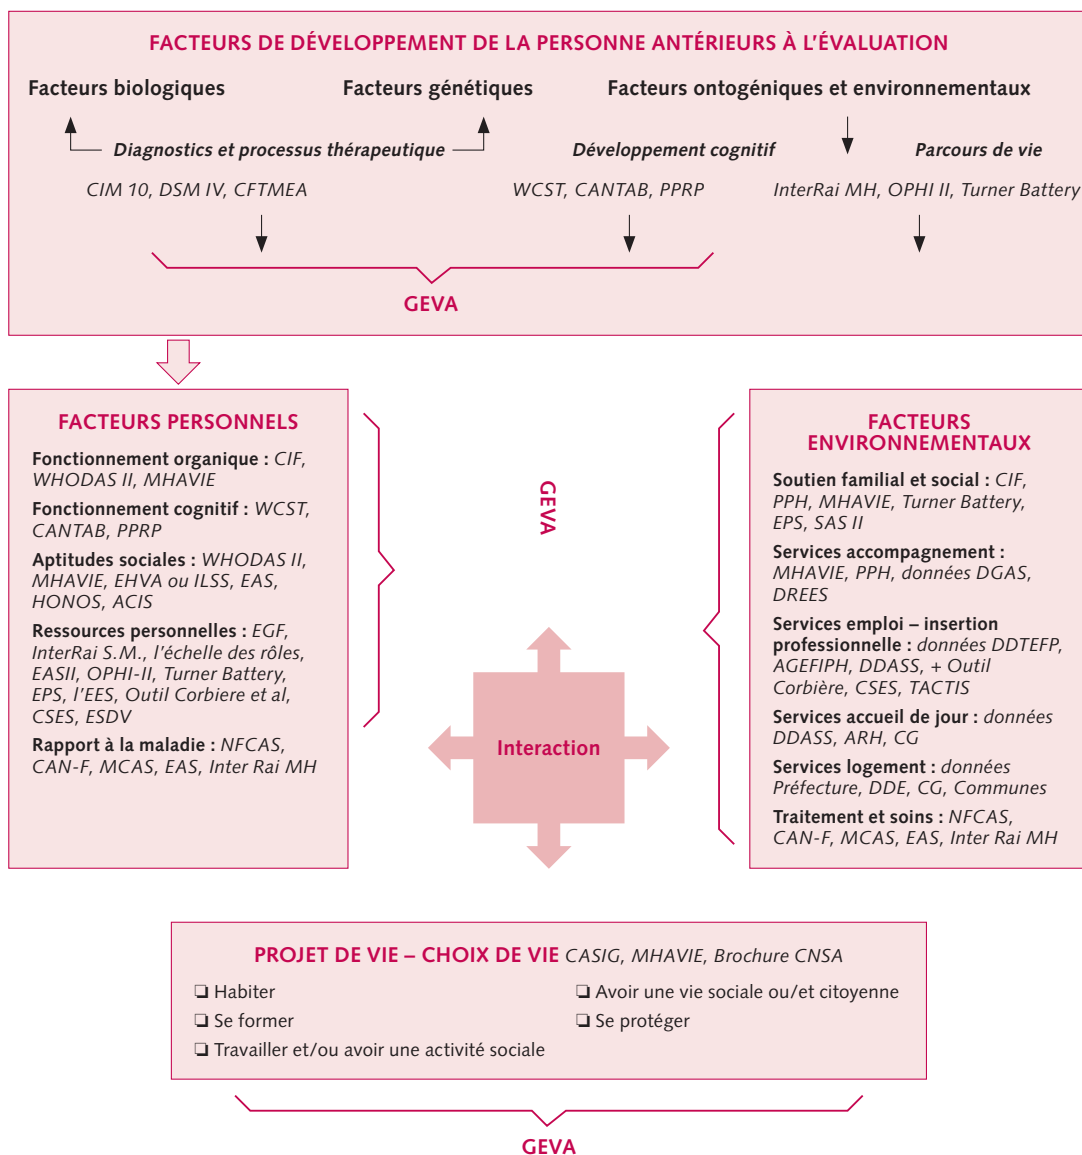 FACTEURS DE DÉVELOPPEMENT DE LA PERSONNE ANTÉRIEURS À L'ÉVALUATION
Facteurs biologiques
Facteurs génétiques
Facteurs ontogéniques et environnementaux
Diagnostics et processus thérapeutique
Développement cognitif
Parcours de vie
CIM 10, DSM IV, CFTMEA
WCST, CANTAB, PPRP
InterRai MH, OPHI II, Turner Battery
GEVA
FACTEURS PERSONNELS
Fonctionnement organique : CIF,
WHODAS II, MHAVIE
Fonctionnement cognitif : WCST,
CANTAB, PPRP
Aptitudes sociales : WHODAS II,
MHAVIE, EHVA ou ILSS, EAS,
HONOS, ACIS
Ressources personnelles : EGF,
InterRai S.M., l'échelle des rôles,
EASII, OPHI-II, Turner Battery,
EPS, l'EES, Outil Corbiere et al,
CSES, ESDV
Rapport à la maladie : NFCAS,
CAN-F, MCAS, EAS, Inter Rai MH
GEVA
Interaction
FACTEURS
ENVIRONNEMENTAUX
Soutien familial et social : CIF,
PPH, MHAVIE, Turner Battery,
EPS, SAS II
Services accompagnement :
MHAVIE, PPH, données DGAS,
DREES
Services emploi – insertion
professionnelle : données DDTEFP,
AGEFIPH, DDASS, + Outil
Corbière, CSES, TACTIS
Services accueil de jour : données
DDASS, ARH, CG
Services logement : données
Préfecture, DDE, CG, Communes
Traitement et soins : NFCAS,
CAN-F, MCAS, EAS, Inter Rai MH
PROJET DE VIE – CHOIX DE VIE CASIG, MHAVIE, Brochure CNSA
❏ Habiter
❏ Se former
❏ Travailler et/ou avoir une activité sociale
❏ Avoir une vie sociale ou/et citoyenne
❏ Se protéger
GEVA